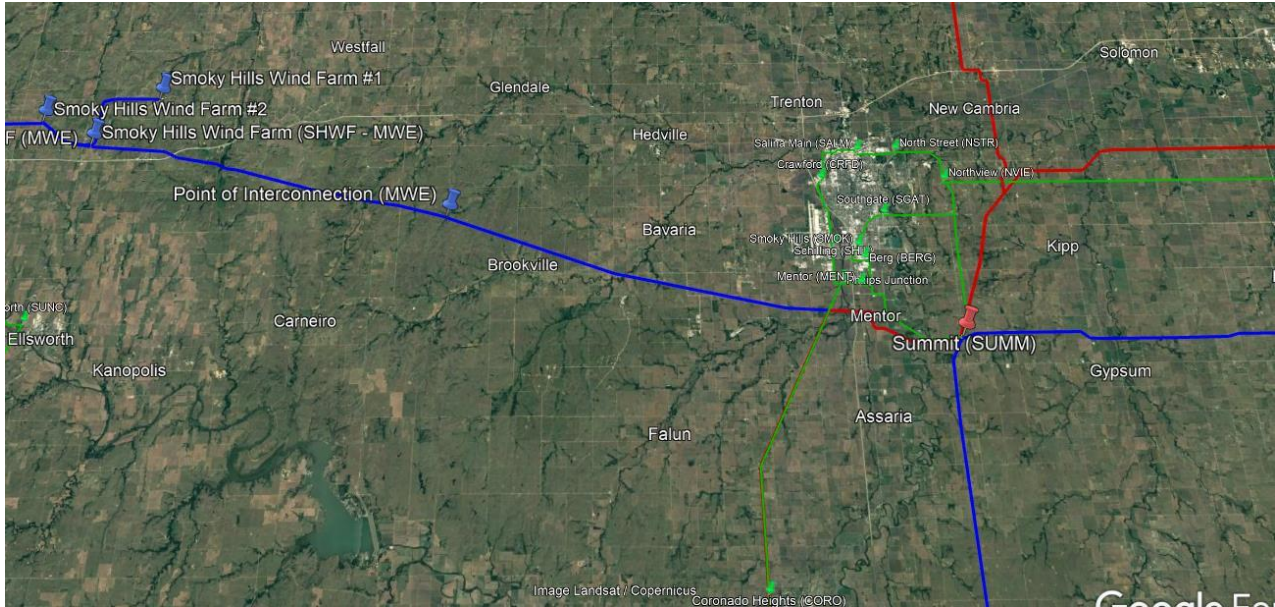 Westfall
Solomon
Smoky Hills Wind Farm #1
Glendale
Trenton
New Cambria
Smoky Hills Wind Farm #2
F (MWE)
Smoky Hills Wind Farm (SHWF - MWE)
Hedville
Salina Main (SALM)
North Street (NSTR)
Crawford (CRFD)
Northview (NVIE)
Point of Interconnection (MWE)
Southgate (SGAT)
Bavaria
Smoky Hills (SMOK)
Kipp
Berg (BERG)
Brookville
Mentor (MENT)
Junction
(SUNC)
Ellsworth
Carneiro
Mentor
Summit (SUMM)
Kanopolis
Gypsum
Assaria
Falun
Image Landsat / Copernicus
Coronado Heights (CORO)